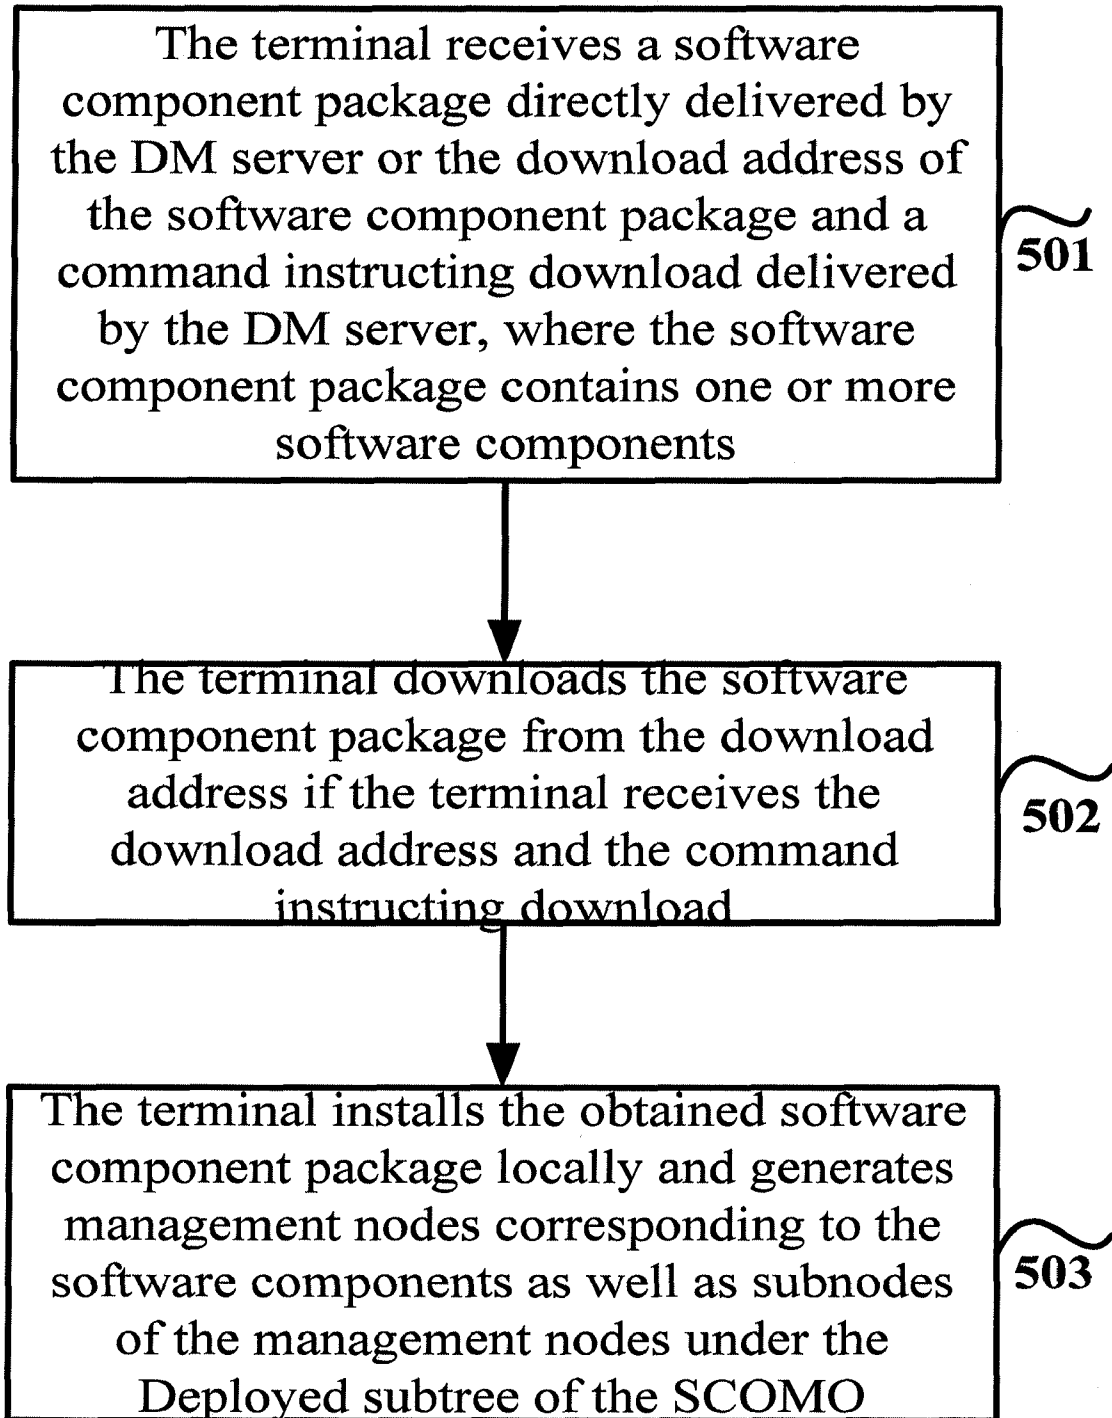 The terminal receives a software
component package directly delivered by
the DM server or the download address of
the software component package and a
command instructing download delivered
by the DM server, where the software
component package contains one or more
software components
501
The terminal downloads the software
component package from the download
address if the terminal receives the
download address and the command
instructing download
502
The terminal installs the obtained software
component package locally and generates
management nodes corresponding to the
software components as well as subnodes
of the management nodes under the
Deployed subtree of the SCOMO
503